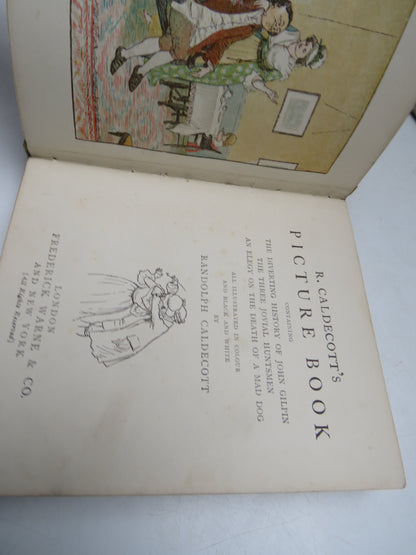 R. CALDECOTT'S
PICTURE BOOK
CONTAINING
THE DIVERTING HISTORY OF JOHN GILPIN
THE THREE JOVIAL HUNTSMEN
AN ELEGY ON THE DEATH OF A MAD DOG
ALL ILLUSTRATED IN COLOUR
AND BLACK AND WHITE
BY
RANDOLPH CALDECOTT
LONDON
FREDERICK WARNE & CO.
AND NEW YORK
(All Rights Reserved)